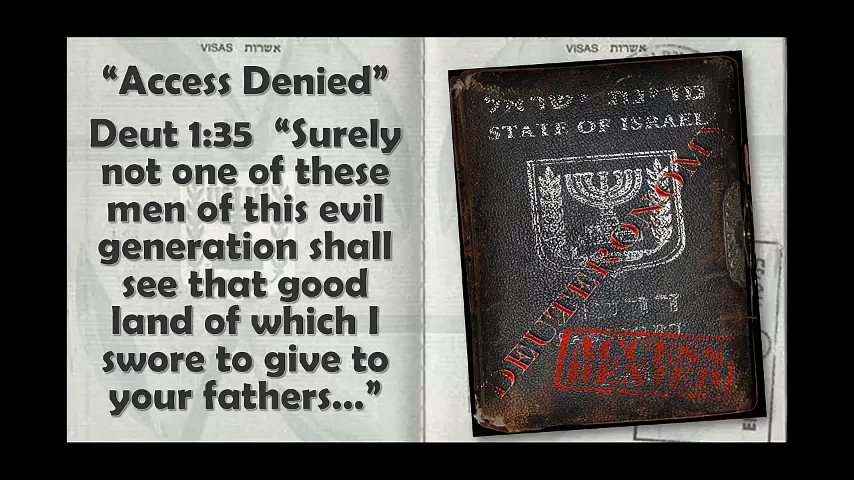 VISAS אשרות
VISAS אשרות
“Access Denied”
Deut 1:35 “Surely
not one of these
men of this evil
generation shall
see that good
land of which I
swore to give to
your fathers...”
מדינת ישראל
STATE OF ISRAEL
DEUTERONOMY
ACCESS
DENIED